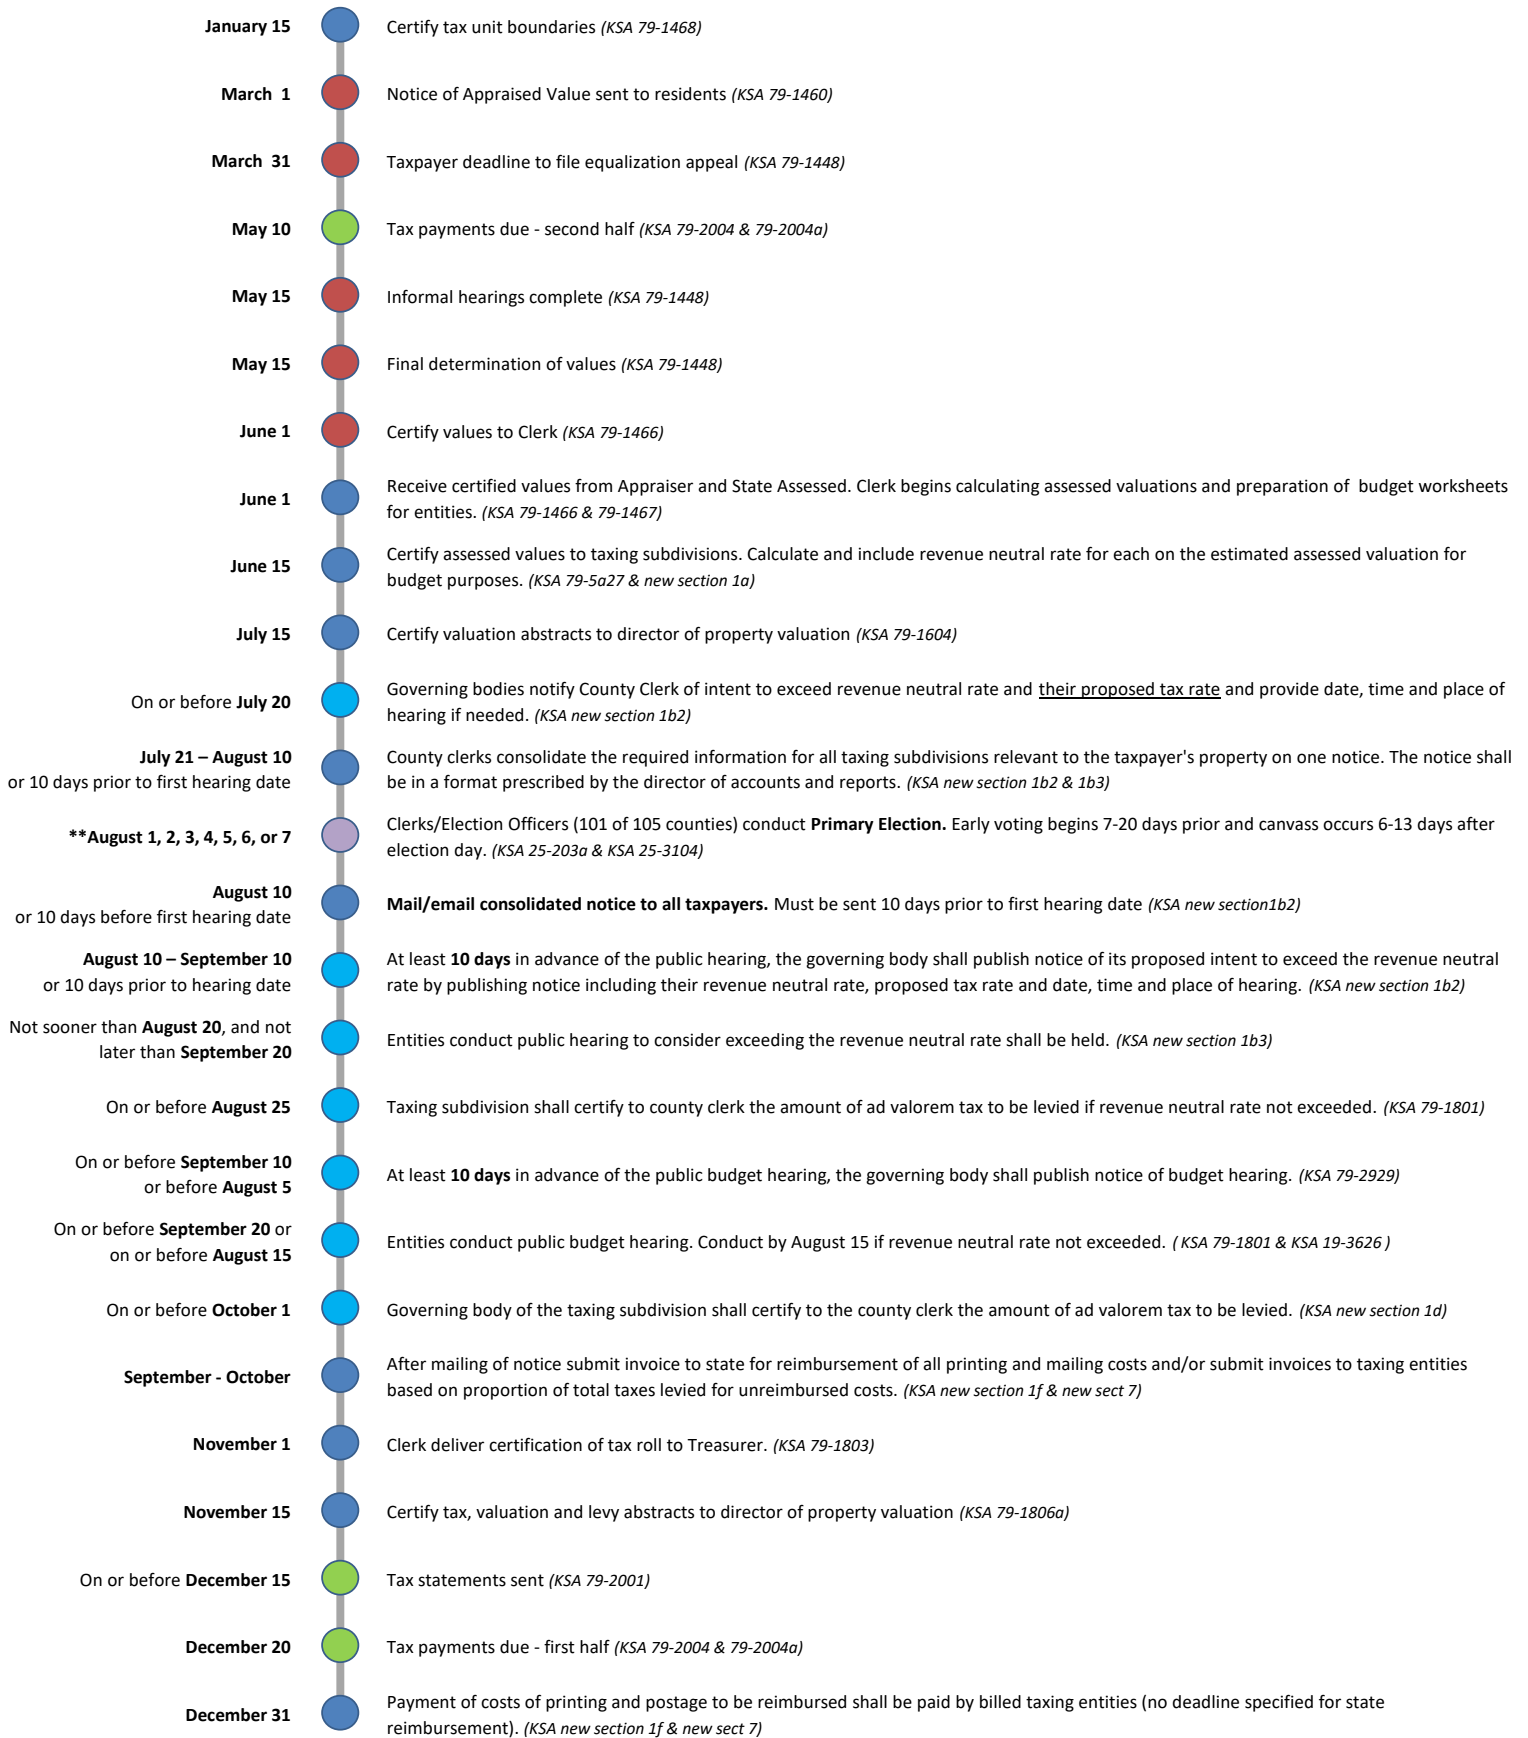 January 15
Certify tax unit boundaries (KSA 79-1468)
March 1
Notice of Appraised Value sent to residents (KSA 79-1460)
March 31
Taxpayer deadline to file equalization appeal (KSA 79-1448)
May 10
Tax payments due - second half (KSA 79-2004 & 79-2004a)
May 15
Informal hearings complete (KSA 79-1448)
May 15
Final determination of values (KSA 79-1448)
June 1
Certify values to Clerk (KSA 79-1466)
June 1
Receive certified values from Appraiser and State Assessed. Clerk begins calculating assessed valuations and preparation of budget worksheets
for entities. (KSA 79-1466 & 79-1467)
June 15
Certify assessed values to taxing subdivisions. Calculate and include revenue neutral rate for each on the estimated assessed valuation for
budget purposes. (KSA 79-5a27 & new section 1a)
July 15
Certify valuation abstracts to director of property valuation (KSA 79-1604)
On or before July 20
Governing bodies notify County Clerk of intent to exceed revenue neutral rate and their proposed tax rate and provide date, time and place of
hearing if needed. (KSA new section 1b2)
July 21 – August 10
or 10 days prior to first hearing date
County clerks consolidate the required information for all taxing subdivisions relevant to the taxpayer's property on one notice. The notice shall
be in a format prescribed by the director of accounts and reports. (KSA new section 1b2 & 1b3)
**August 1, 2, 3, 4, 5, 6, or 7
Clerks/Election Officers (101 of 105 counties) conduct Primary Election. Early voting begins 7-20 days prior and canvass occurs 6-13 days after
election day. (KSA 25-203a & KSA 25-3104)
August 10
or 10 days before first hearing date
Mail/email consolidated notice to all taxpayers. Must be sent 10 days prior to first hearing date (KSA new section1b2)
August 10 – September 10
or 10 days prior to hearing date
At least 10 days in advance of the public hearing, the governing body shall publish notice of its proposed intent to exceed the revenue neutral
rate by publishing notice including their revenue neutral rate, proposed tax rate and date, time and place of hearing. (KSA new section 1b2)
Not sooner than August 20, and not
later than September 20
Entities conduct public hearing to consider exceeding the revenue neutral rate shall be held. (KSA new section 1b3)
On or before August 25
Taxing subdivision shall certify to county clerk the amount of ad valorem tax to be levied if revenue neutral rate not exceeded. (KSA 79-1801)
On or before September 10
or before August 5
At least 10 days in advance of the public budget hearing, the governing body shall publish notice of budget hearing. (KSA 79-2929)
On or before September 20 or
on or before August 15
Entities conduct public budget hearing. Conduct by August 15 if revenue neutral rate not exceeded. ( KSA 79-1801 & KSA 19-3626 )
On or before October 1
Governing body of the taxing subdivision shall certify to the county clerk the amount of ad valorem tax to be levied. (KSA new section 1d)
September - October
After mailing of notice submit invoice to state for reimbursement of all printing and mailing costs and/or submit invoices to taxing entities
based on proportion of total taxes levied for unreimbursed costs. (KSA new section 1f & new sect 7)
November 1
Clerk deliver certification of tax roll to Treasurer. (KSA 79-1803)
November 15
Certify tax, valuation and levy abstracts to director of property valuation (KSA 79-1806a)
On or before December 15
Tax statements sent (KSA 79-2001)
December 20
Tax payments due - first half (KSA 79-2004 & 79-2004a)
December 31
Payment of costs of printing and postage to be reimbursed shall be paid by billed taxing entities (no deadline specified for state
reimbursement). (KSA new section 1f & new sect 7)